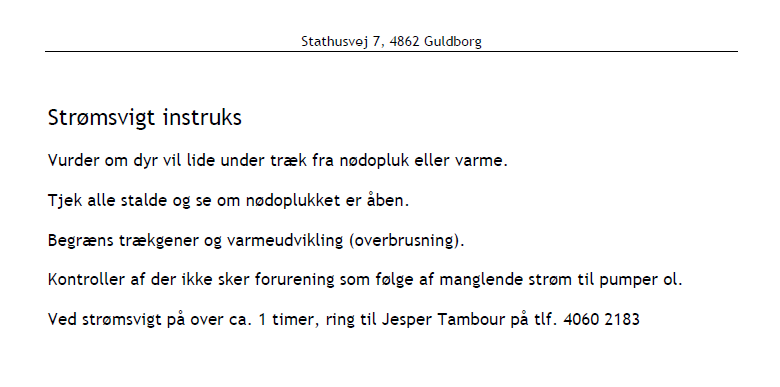 Stathusvej 7, 4862 Guldborg
Strømsvigt instruks
Vurder om dyr vil lide under træk fra nødopluk eller varme.
Tjek alle stalde og se om nødoplukket er åben.
Begræns trækgener og varmeudvikling (overbrusning).
Kontroller af der ikke sker forurening som følge af manglende strøm til pumper ol.
Ved strømsvigt på over ca. 1 timer, ring til Jesper Tambour på tlf. 4060 2183